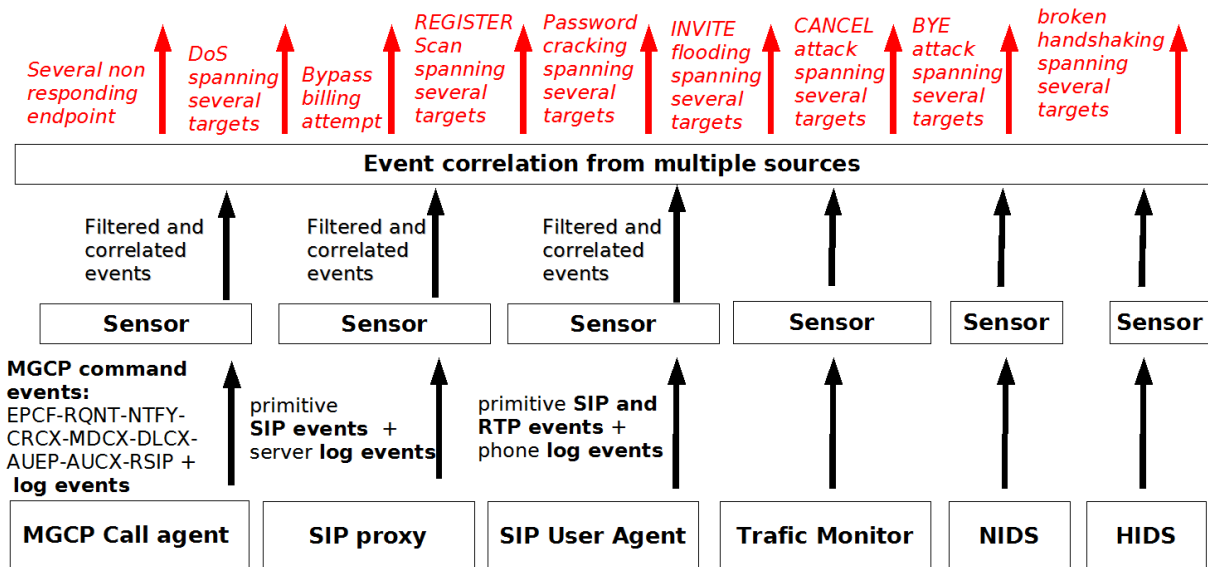 Several non
responding
endpoint
DoS
spanning
several
targets
Bypass
billing
attempt
REGISTER
Scan
spanning
several
targets
Password
cracking
spanning
several
targets
INVITE
flooding
spanning
several
targets
CANCEL
attack
spanning
several
targets
BYE
attack
spanning
several
targets
broken
handshaking
spanning
several
targets
Event correlation from multiple sources
Filtered and
correlated
events
Filtered and
correlated
events
Filtered and
correlated
events
Sensor
Sensor
Sensor
Sensor
Sensor
Sensor
MGCP command
events:
EPCF-RQNT-NTFY-
CRCX-MDCX-DLCX-
AUEP-AUCX-RSIP +
log events
primitive
SIP events +
server log events
primitive SIP and
RTP events +
phone log events
MGCP Call agent
SIP proxy
SIP User Agent
Trafic Monitor
NIDS
HIDS